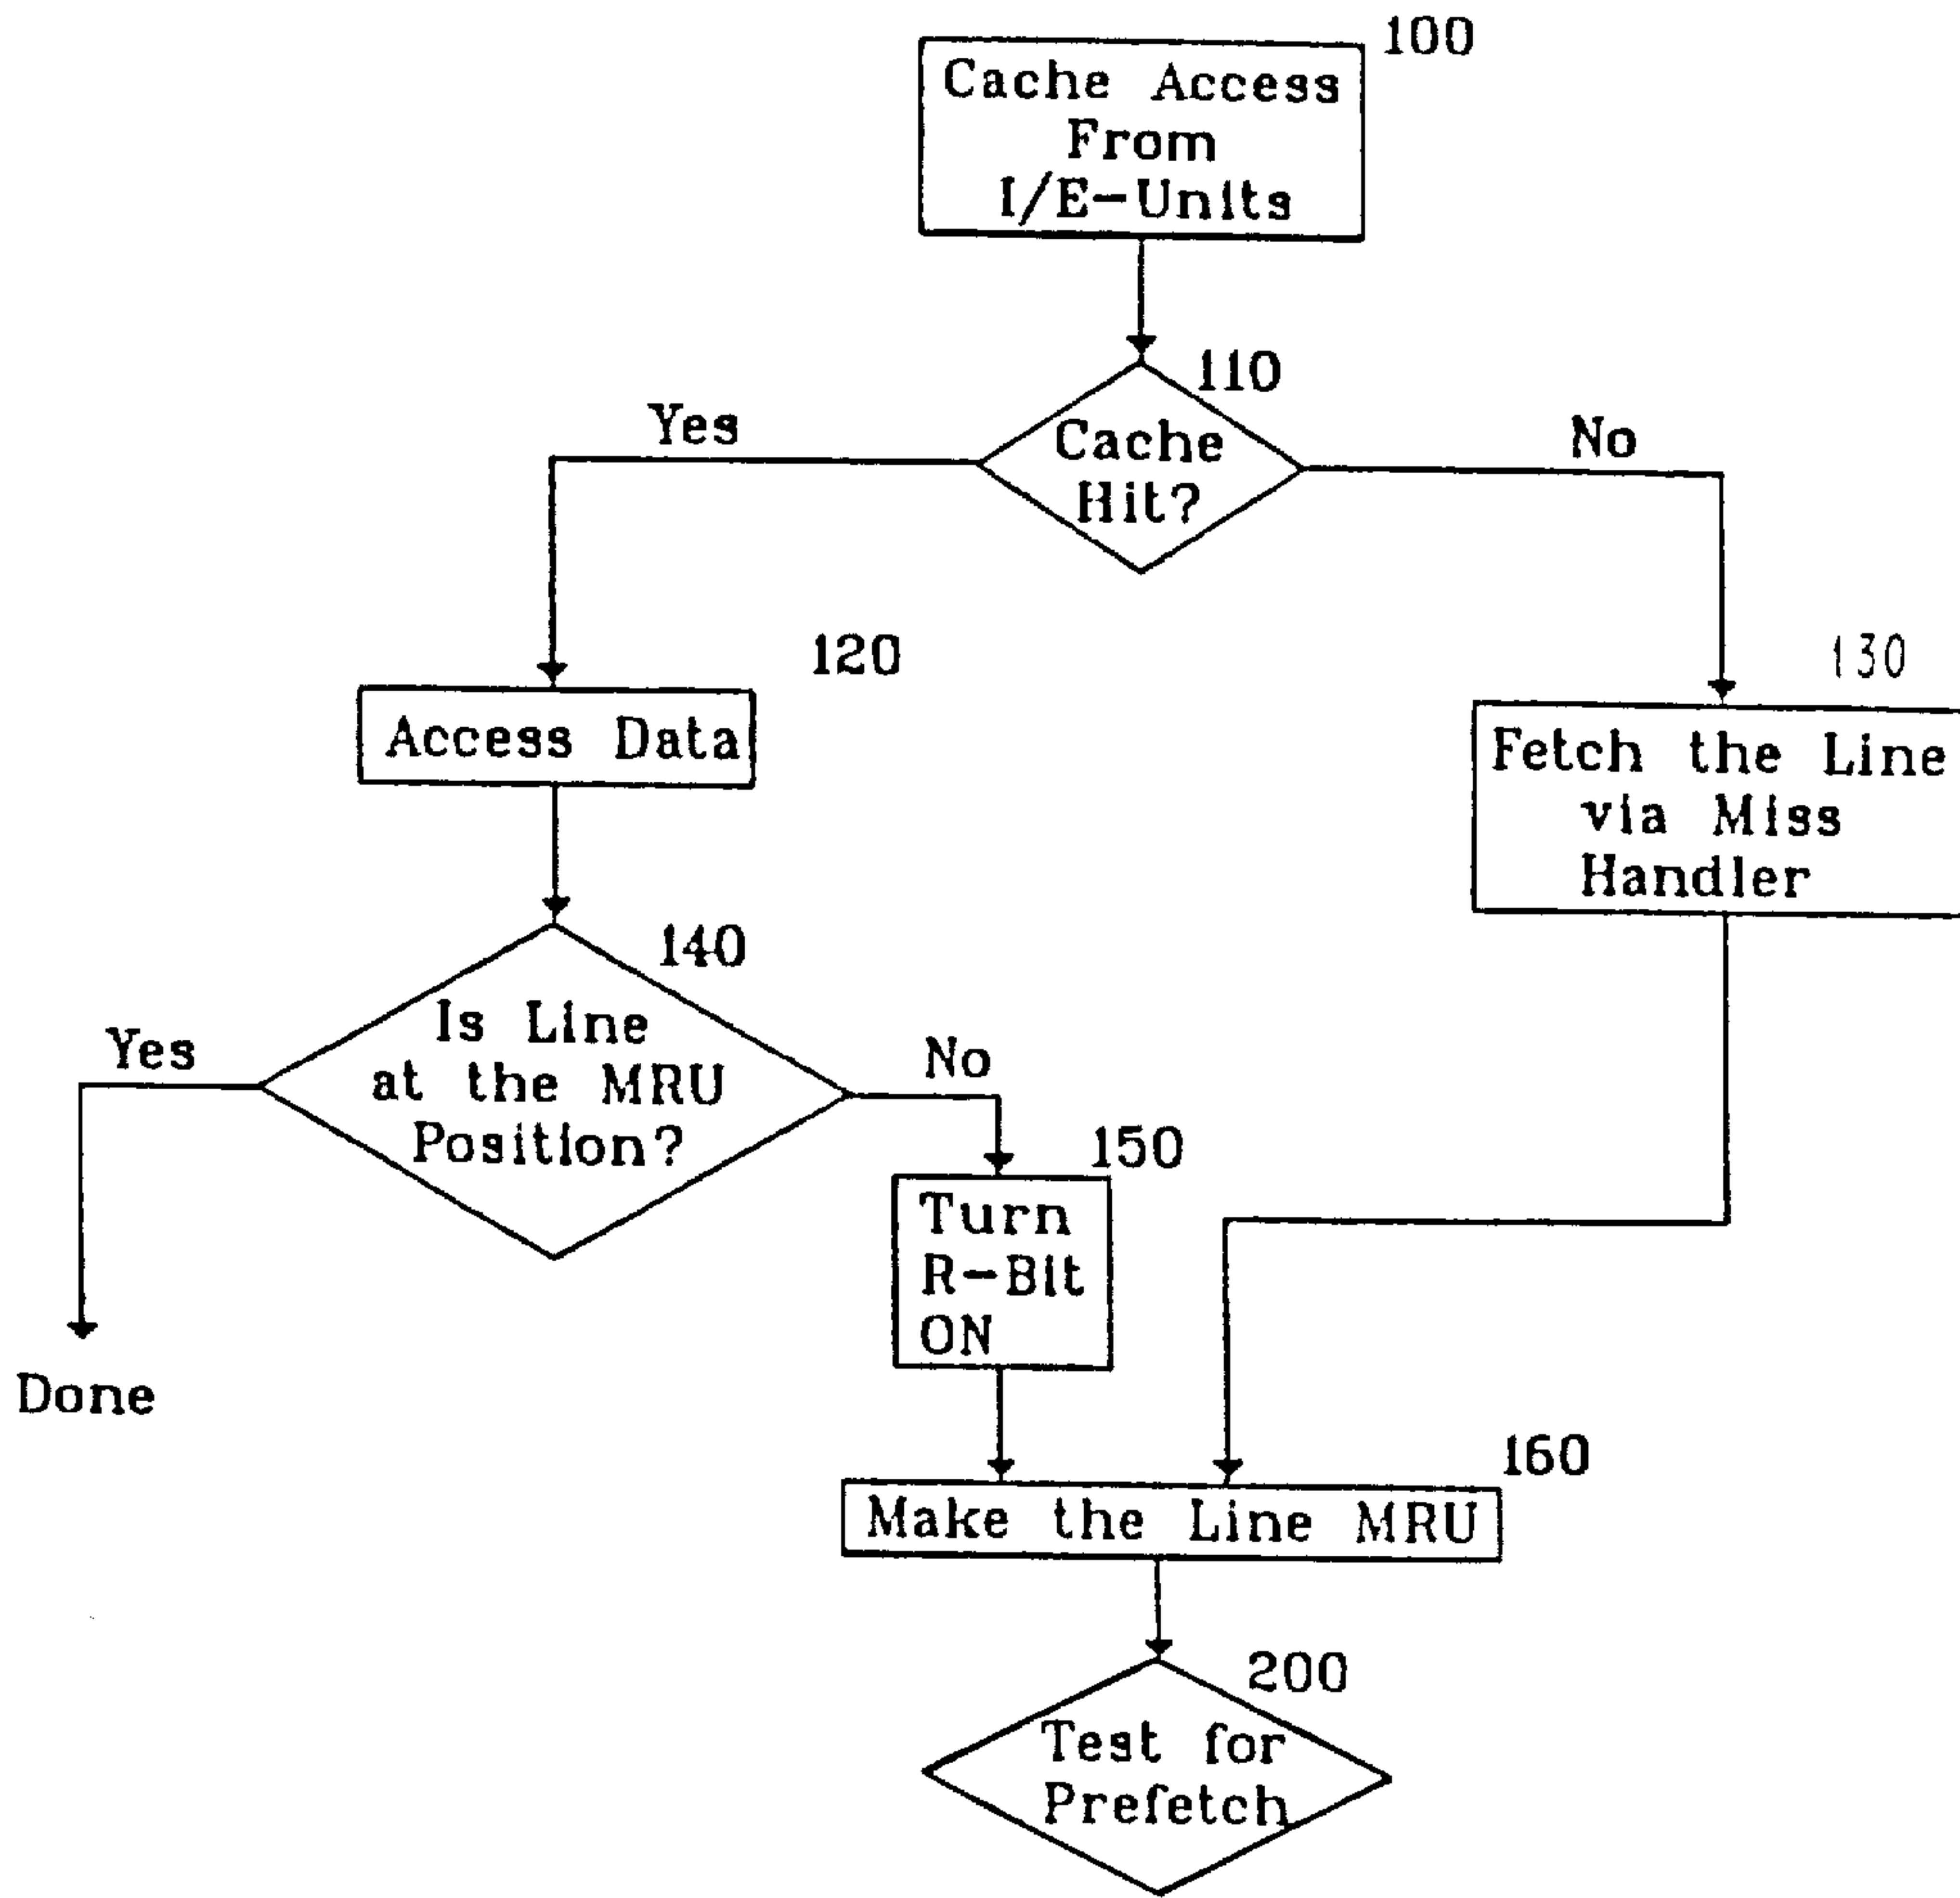 100
Cache Access
From
I/E-Units
110
Cache
Hit?
Yes
No
120
Access Data
130
Fetch the Line
via Miss
Handler
140
Is Line
at the MRU
Position?
Yes
No
Done
150
Turn
R-Bit
ON
160
Make the Line MRU
200
Test for
Prefetch